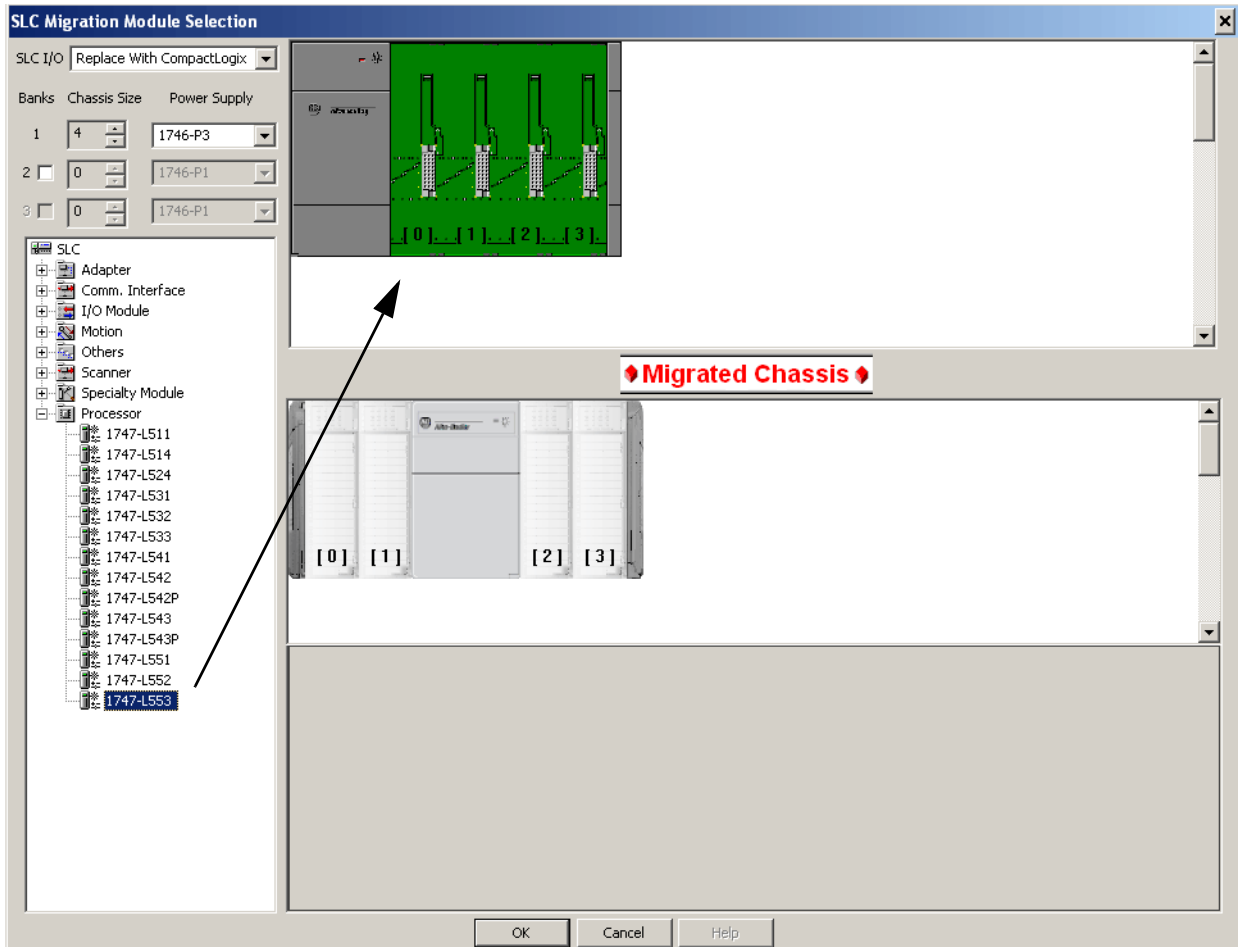 SLC Migration Module Selection
SLC I/O Replace With CompactLogix
Banks Chassis Size Power Supply
1 4 1746-P3
2 0 1746-P1
3 0 1746-P1
SLC
Adapter
Comm. Interface
I/O Module
Motion
Others
Scanner
Specialty Module
Processor
1747-L511
1747-L514
1747-L524
1747-L531
1747-L532
1747-L533
1747-L541
1747-L542
1747-L542P
1747-L543
1747-L543P
1747-L551
1747-L552
1747-L553
. .[ 0 ]. . .[ 1 ]. . .[ 2 ]. . .[ 3 ].
Migrated Chassis
Allen-Bradley
[ 0 ] [ 1 ] [ 2 ] [ 3 ]
OK Cancel Help